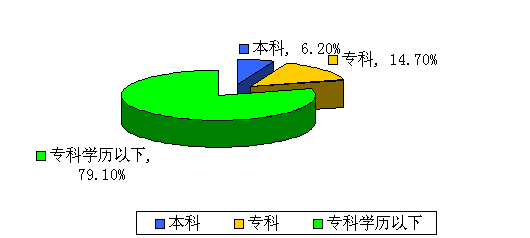 本科, 6.20%
专科, 14.70%
专科学历以下,
79.10%
本科 专科 专科学历以下